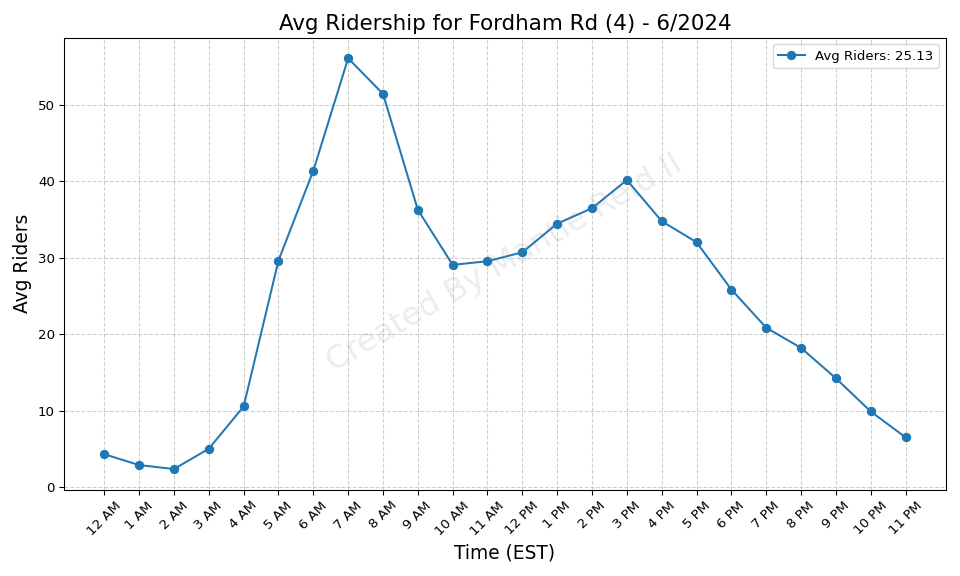 Avg Ridership for Fordham Rd (4) - 6/2024
Avg Riders: 25.13
Avg Riders
50
40
30
20
10
0
12 AM
1 AM
2 AM
3 AM
4 AM
5 AM
6 AM
7 AM
8 AM
9 AM
10 AM
11 AM
12 PM
1 PM
2 PM
3 PM
4 PM
5 PM
6 PM
7 PM
8 PM
9 PM
10 PM
11 PM
Time (EST)
Created By Mantie Reid II